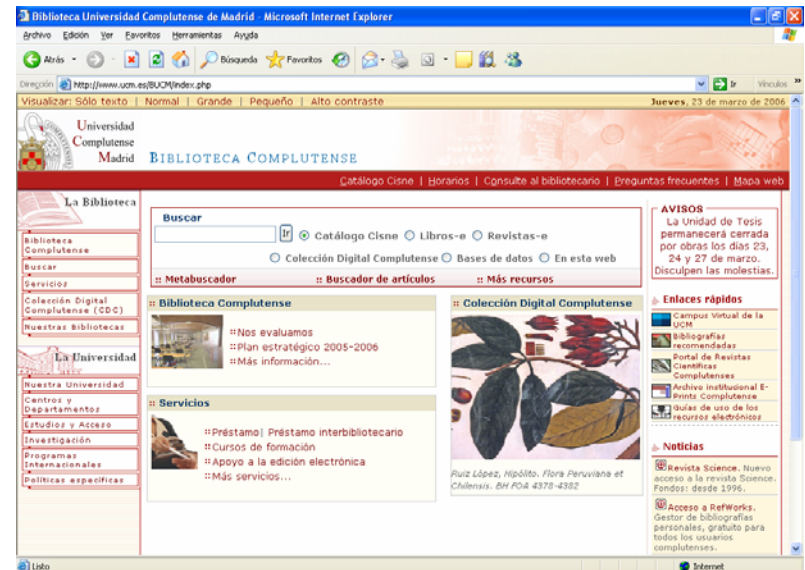 Biblioteca Universidad Complutense de Madrid - Microsoft Internet Explorer
Archivo Edición Ver Favoritos Herramientas Ayuda
Atrás Búsqueda Favoritos
Dirección http://www.ucm.es/BUCM/index.php Ir Vínculos »
Visualizar: Sólo texto | Normal | Grande | Pequeño | Alto contraste
Jueves, 23 de marzo de 2006
Universidad
Complutense
Madrid
BIBLIOTECA COMPLUTENSE
Catálogo Cisne | Horarios | Consulte al bibliotecario | Preguntas frecuentes | Mapa web
La Biblioteca
Biblioteca
Complutense
Buscar
Servicios
Colección Digital
Complutense (CDC)
Nuestras Bibliotecas
La Universidad
Nuestra Universidad
Centros y
Departamentos
Estudios y Acceso
Investigación
Programas
Internacionales
Políticas específicas
Buscar
Ir Catálogo Cisne Libros-e Revistas-e
Colección Digital Complutense Bases de datos En esta web
:: Metabuscador :: Buscador de artículos :: Más recursos
:: Biblioteca Complutense
::Nos evaluamos
::Plan estratégico 2005-2006
::Más información...
:: Servicios
::Préstamo| Préstamo interbibliotecario
::Cursos de formación
::Apoyo a la edición electrónica
::Más servicios...
:: Colección Digital Complutense
Ruiz López, Hipólito. Flora Peruviana et
Chilensis. BH FOA 4378-4382
AVISOS
La Unidad de Tesis
permanecerá cerrada
por obras los días 23,
24 y 27 de marzo.
Disculpen las molestias.
Enlaces rápidos
Campus Virtual de la
UCM
Bibliografías
recomendadas
Portal de Revistas
Científicas
Complutenses
Archivo institucional E-
Prints Complutense
Guías de uso de los
recursos electrónicos
Noticias
Revista Science. Nuevo
acceso a la revista Science.
Fondos: desde 1996.
Acceso a RefWorks.
Gestor de bibliografías
personales, gratuito para
todos los usuarios
complutenses.
Listo
Internet